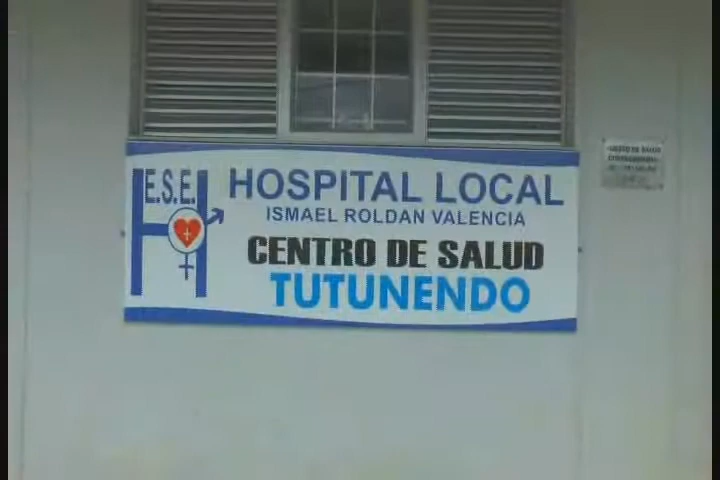 E.S.E.
HOSPITAL LOCAL
ISMAEL ROLDAN VALENCIA
CENTRO DE SALUD
TUTUNENDO